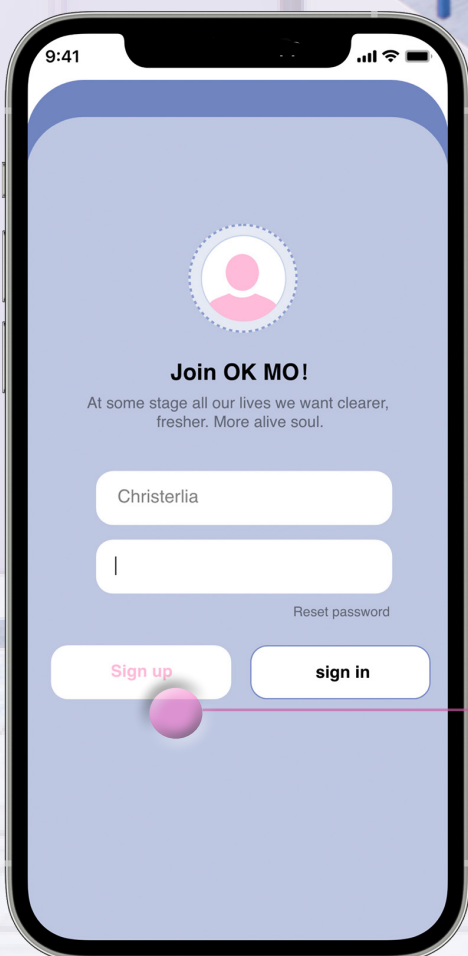 9:41
Join OK MO!
At some stage all our lives we want clearer,
fresher. More alive soul.
Christerlia
Reset password
Sign up
sign in